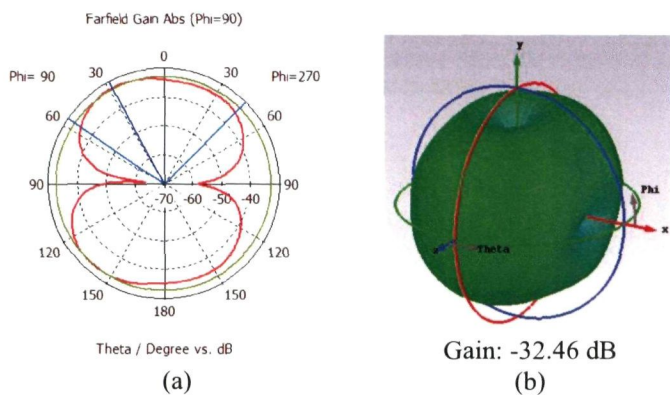 Farfield Gain Abs (Phi=90)
0
30
30
Phi= 90
Phi=270
60
60
90
90
-70
-60
-50
-40
120
120
150
150
180
Theta / Degree vs. dB
(a)
y
Phi
x
Theta
Gain: -32.46 dB
(b)